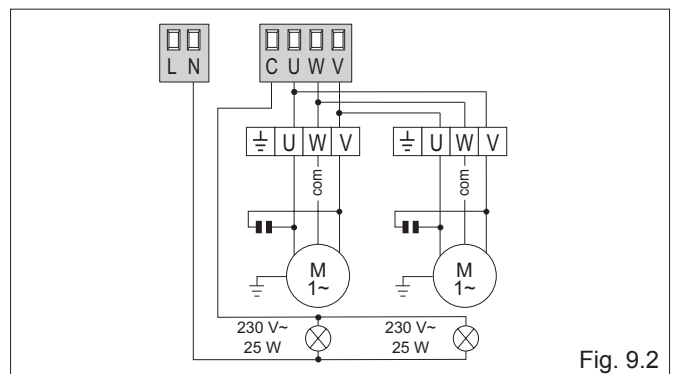 L N
C U W V
U W V
U W V
com
com
M
1~
M
1~
230 V~
25 W
230 V~
25 W
Fig. 9.2